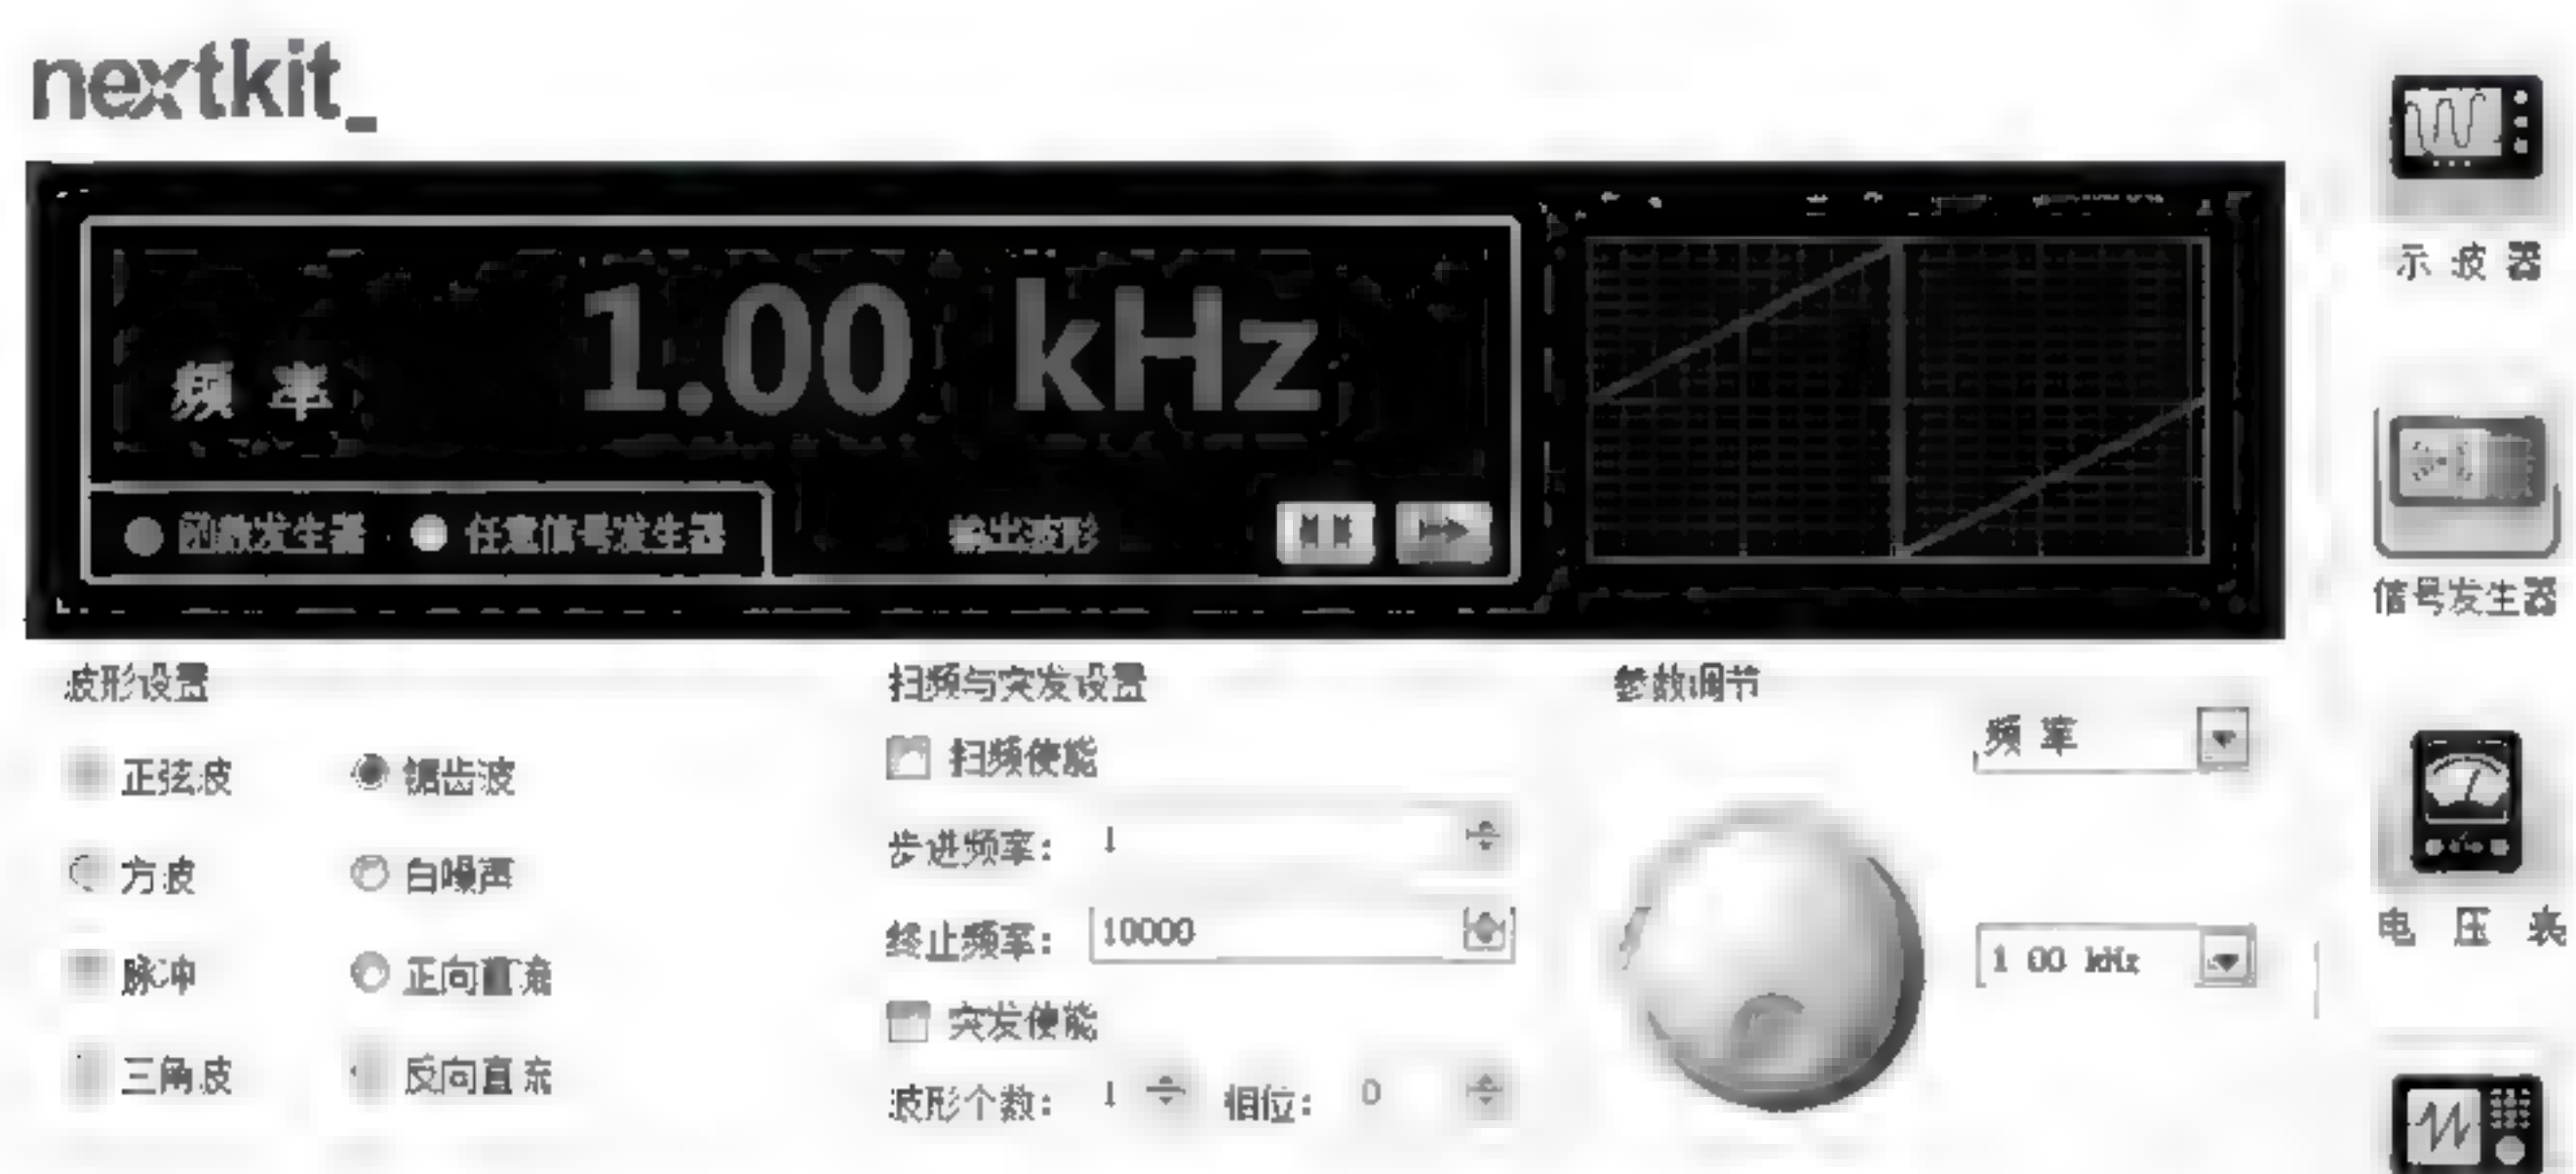 nextkit_
示波器
频率 1.00 kHz
函数发生器 任意信号发生器 输出波形
信号发生器
波形设置 扫频与突发设置 参数调节
频率
正弦波 锯齿波 扫频使能
步进频率: 1
方波 白噪声
终止频率: 10000
电压表
1 00 kHz
脉冲 正向直流
突发使能
三角波 反向直流
波形个数: 1 相位: 0